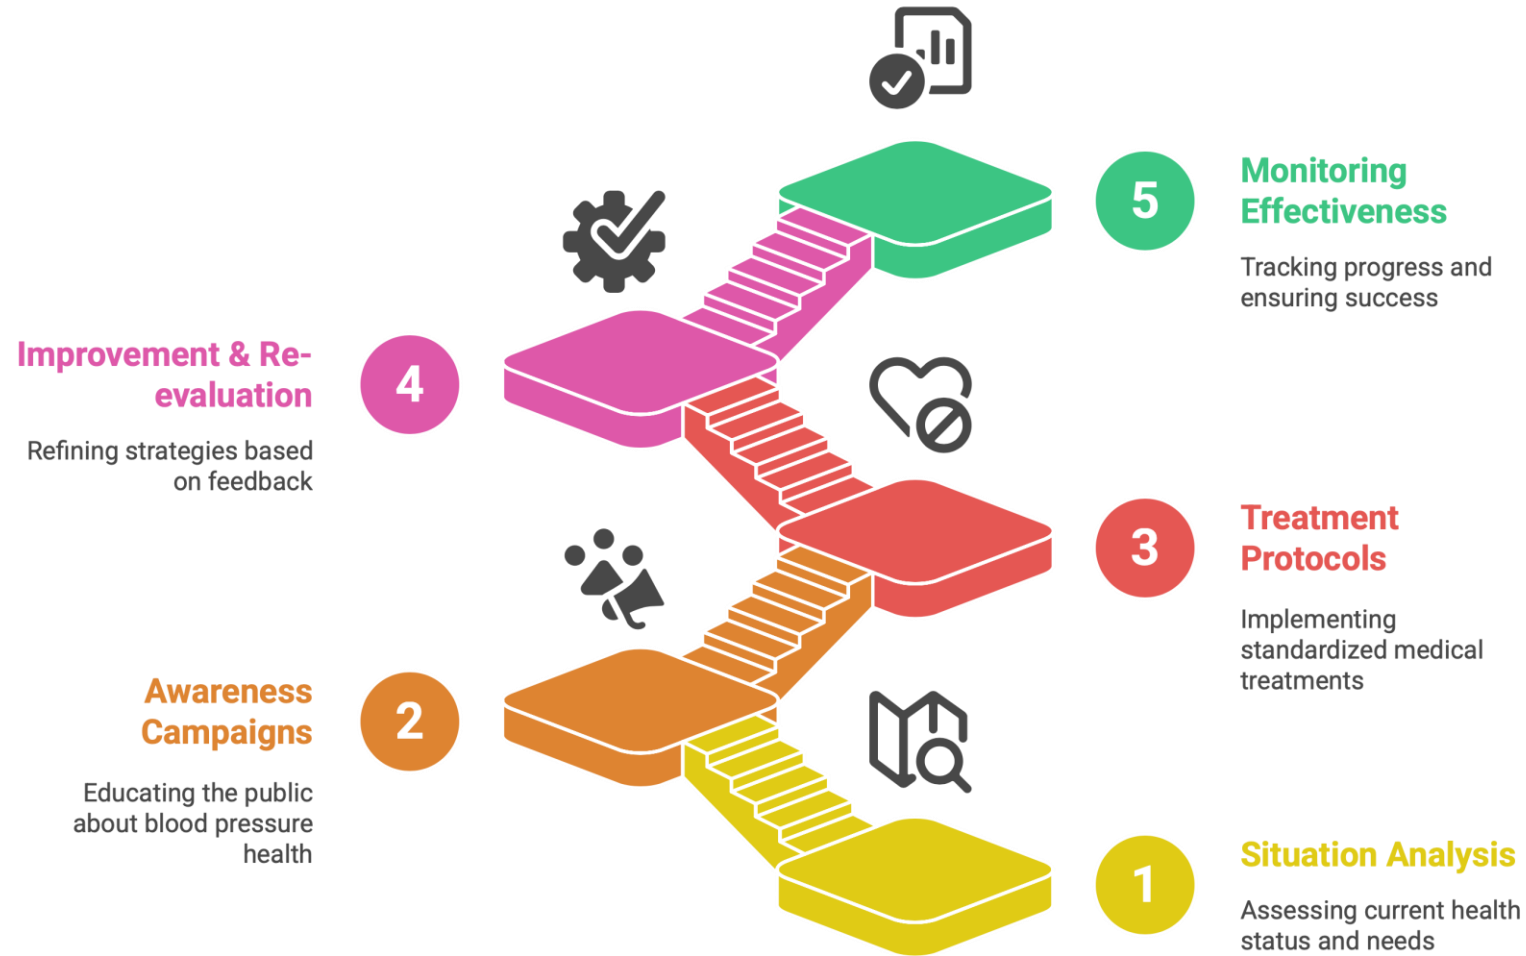 5
Monitoring
Effectiveness
Tracking progress and
ensuring success
Improvement & Re-
evaluation
4
Refining strategies based
on feedback
3
Treatment
Protocols
Implementing
standardized medical
treatments
Awareness
Campaigns
2
Educating the public
about blood pressure
health
1
Situation Analysis
Assessing current health
status and needs